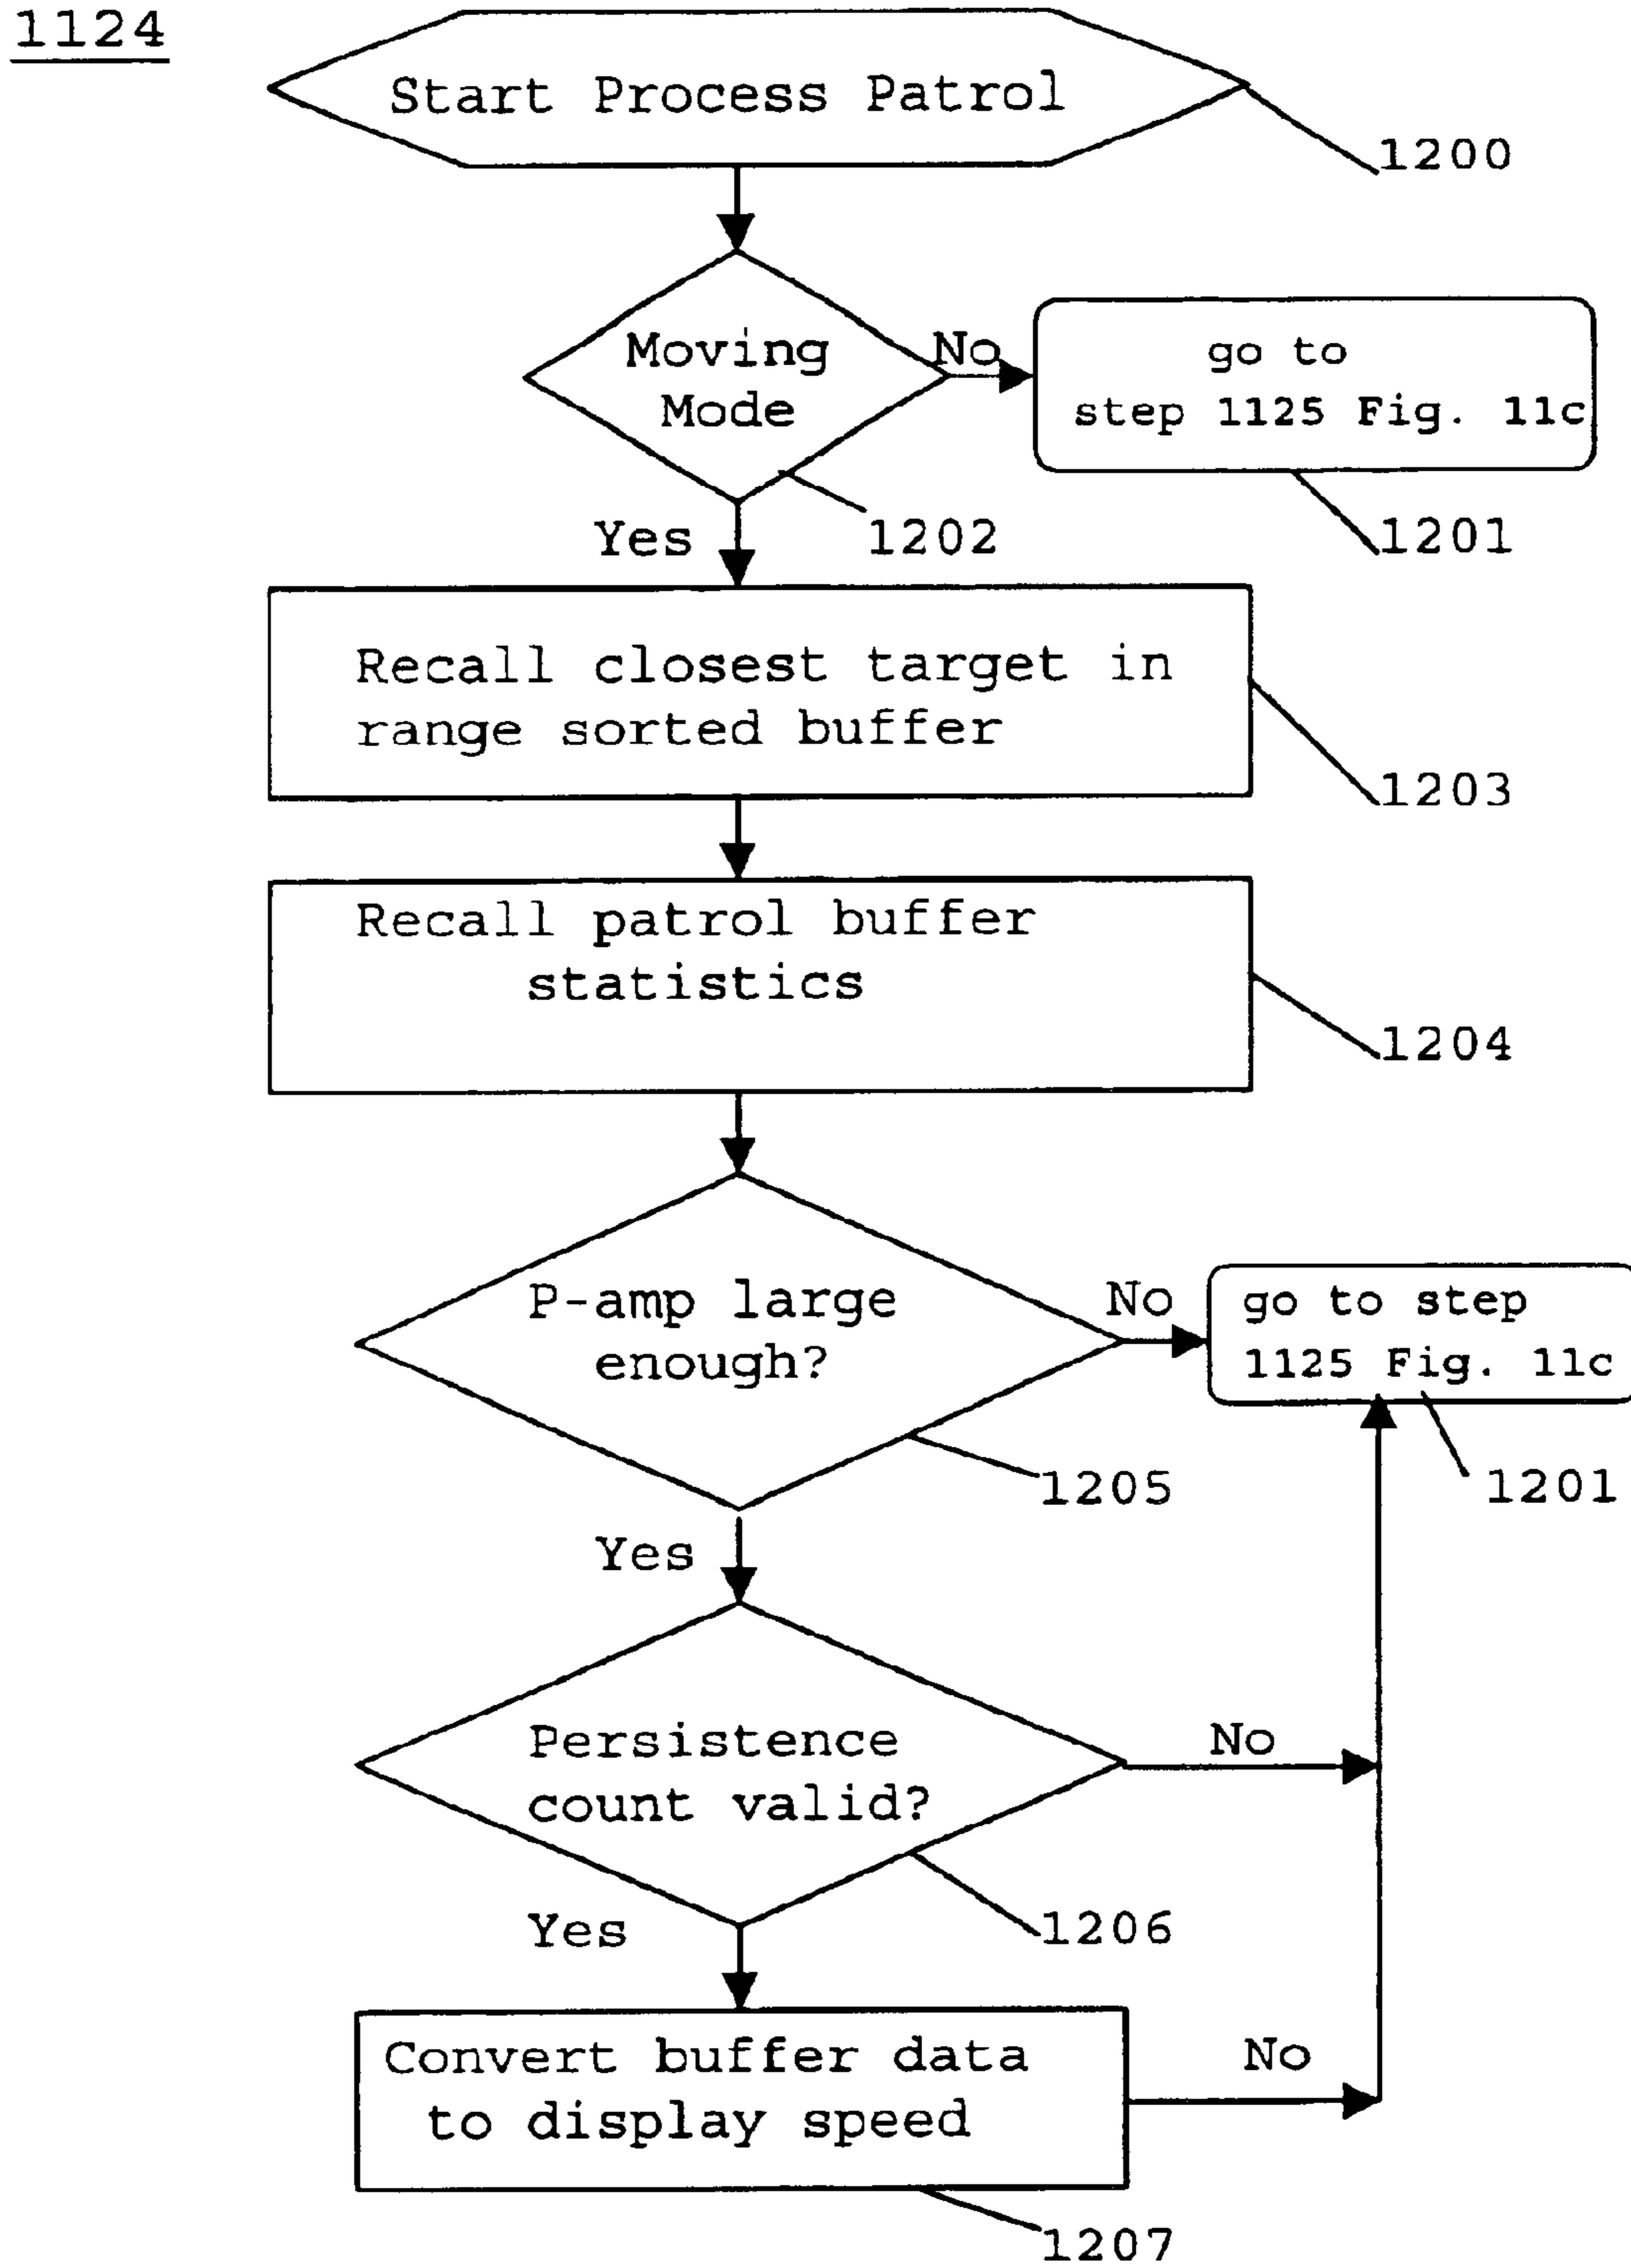 1124
Start Process Patrol
1200
Moving
Mode
No
go to
step 1125 Fig. 11c
1201
Yes
1202
Recall closest target in
range sorted buffer
1203
Recall patrol buffer
statistics
1204
P-amp large
enough?
No
go to step
1125 Fig. 11c
1201
1205
Yes
Persistence
count valid?
No
1206
Yes
Convert buffer data
to display speed
No
1207